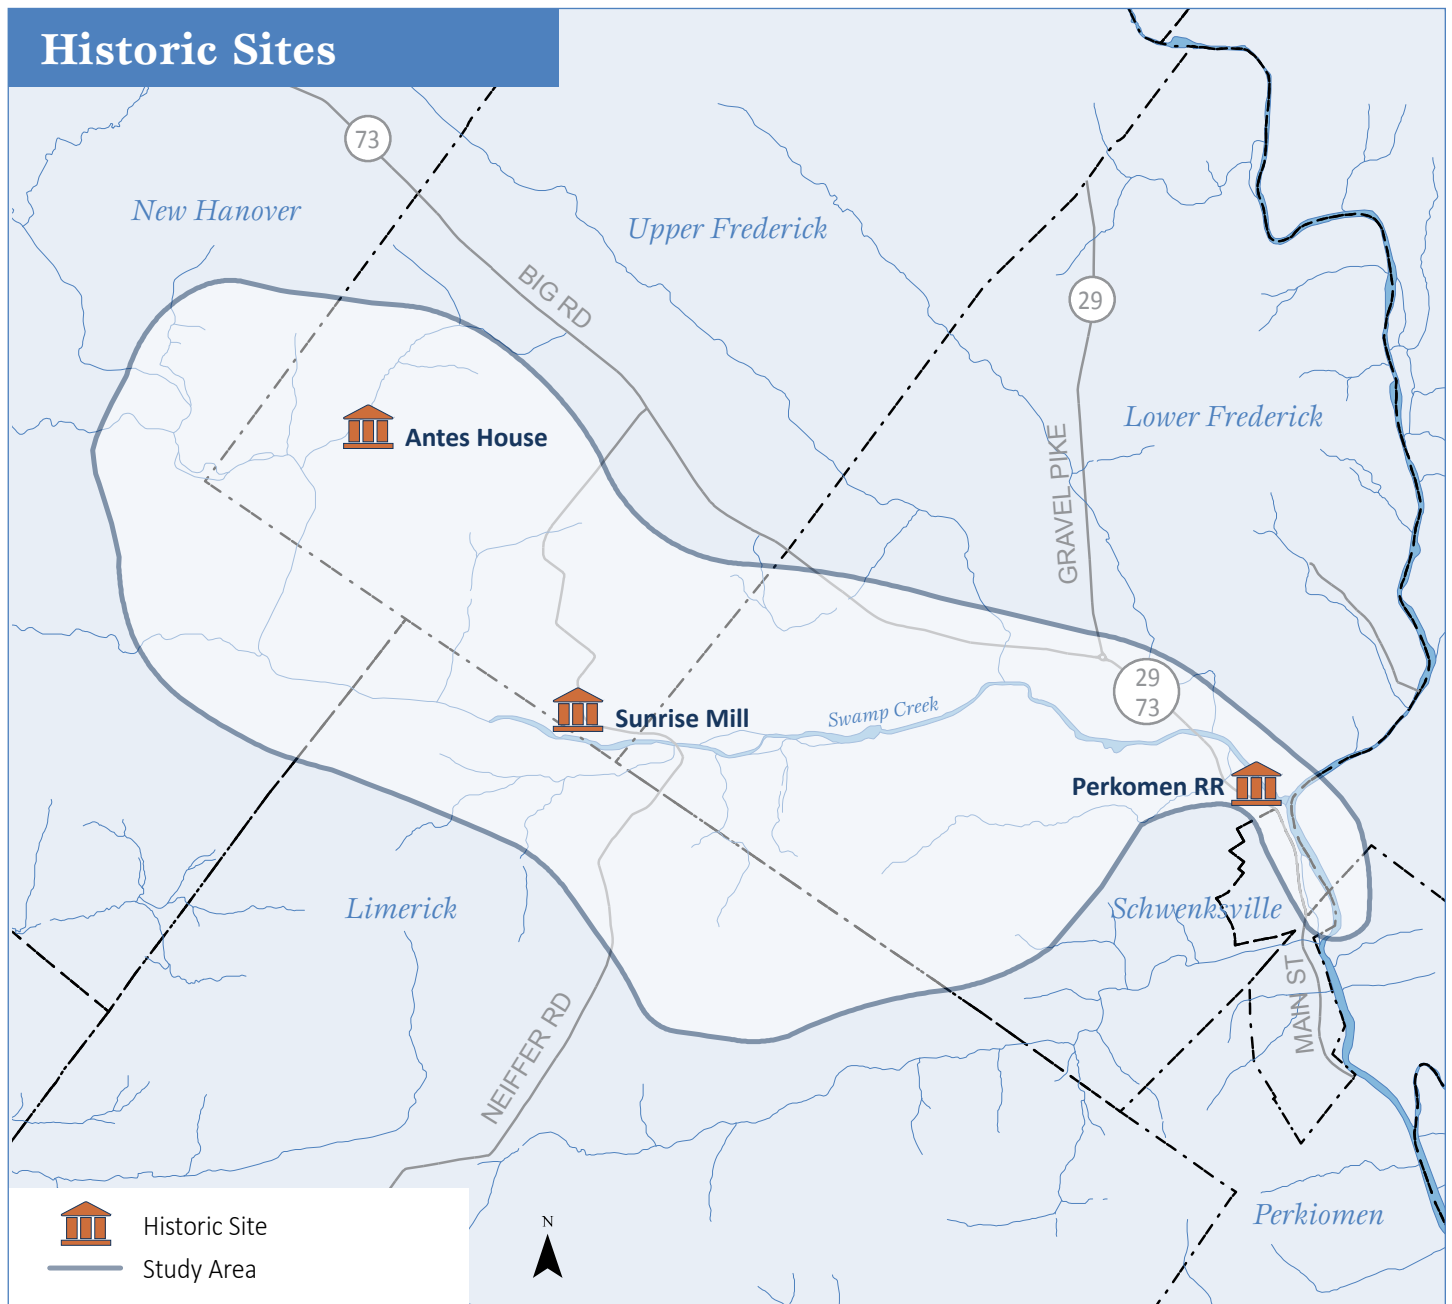 Historic Sites
73
New Hanover
Upper Frederick
BIG RD
29
Lower Frederick
GRAVEL PIKE
Antes House
29
73
Sunrise Mill
Swamp Creek
Perkomen RR
Limerick
Schwenksville
MAIN ST
NEIFFER RD
Perkiomen
N
Historic Site
Study Area